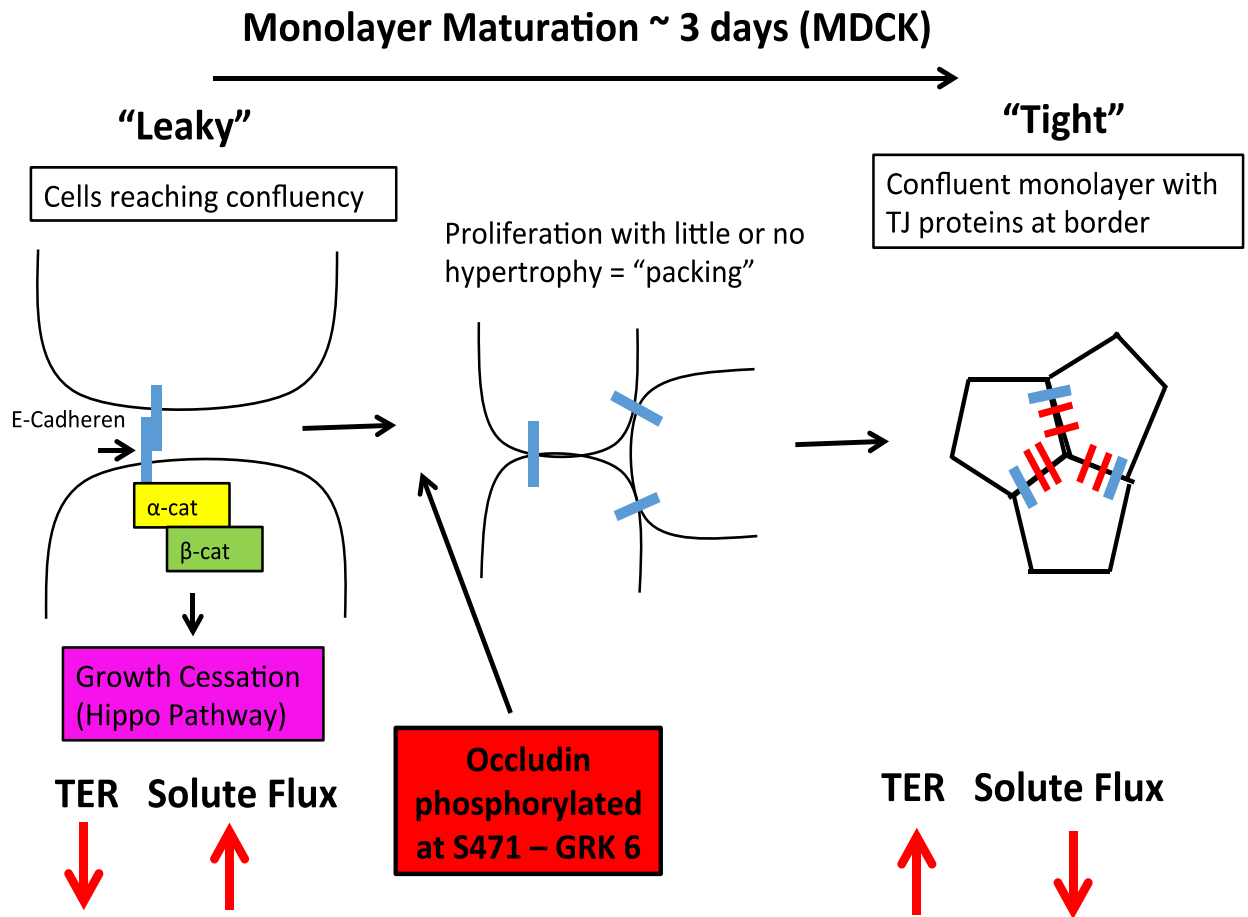 Monolayer Maturation ~ 3 days (MDCK)
“Leaky”
“Tight”
Cells reaching confluency
Confluent monolayer with
TJ proteins at border
Proliferation with little or no
hypertrophy = “packing”
E-Cadheren
α-cat
β-cat
Growth Cessation
(Hippo Pathway)
Occludin
phosphorylated
at S471 – GRK 6
TER Solute Flux
TER Solute Flux